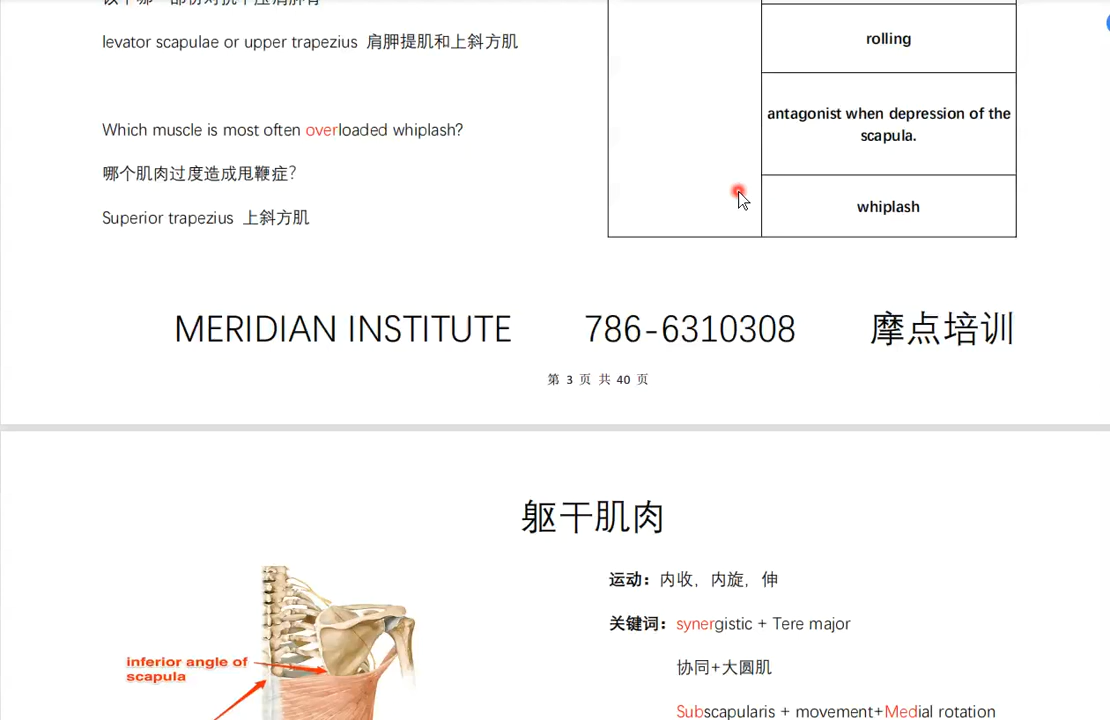 levator scapulae or upper trapezius 肩胛提肌和上斜方肌
Which muscle is most often overloaded whiplash?
哪个肌肉过度造成甩鞭症？
Superior trapezius 上斜方肌
rolling
antagonist when depression of the
scapula.
whiplash
MERIDIAN INSTITUTE 786-6310308 摩点培训
第 3 页 共 40 页
躯干肌肉
inferior angle of
scapula
运动：内收，内旋，伸
关键词：synergistic + Tere major
协同+大圆肌
Subscapularis + movement+Medial rotation